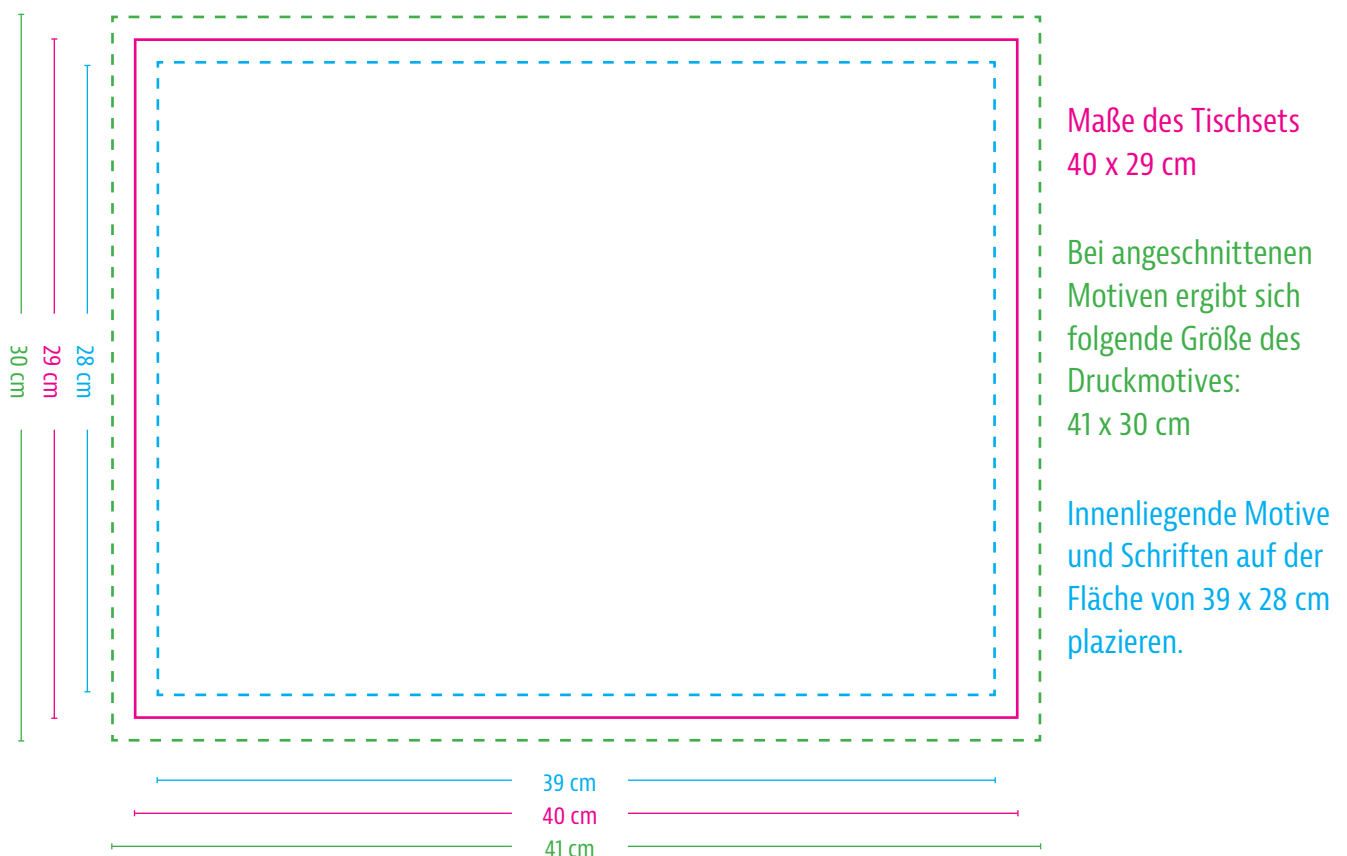 Maße des Tischsets
40 x 29 cm
Bei angeschnittenen
Motiven ergibt sich
folgende Größe des
Druckmotives:
41 x 30 cm
Innenliegende Motive
und Schriften auf der
Fläche von 39 x 28 cm
plazieren.
30 cm
29 cm
28 cm
39 cm
40 cm
41 cm